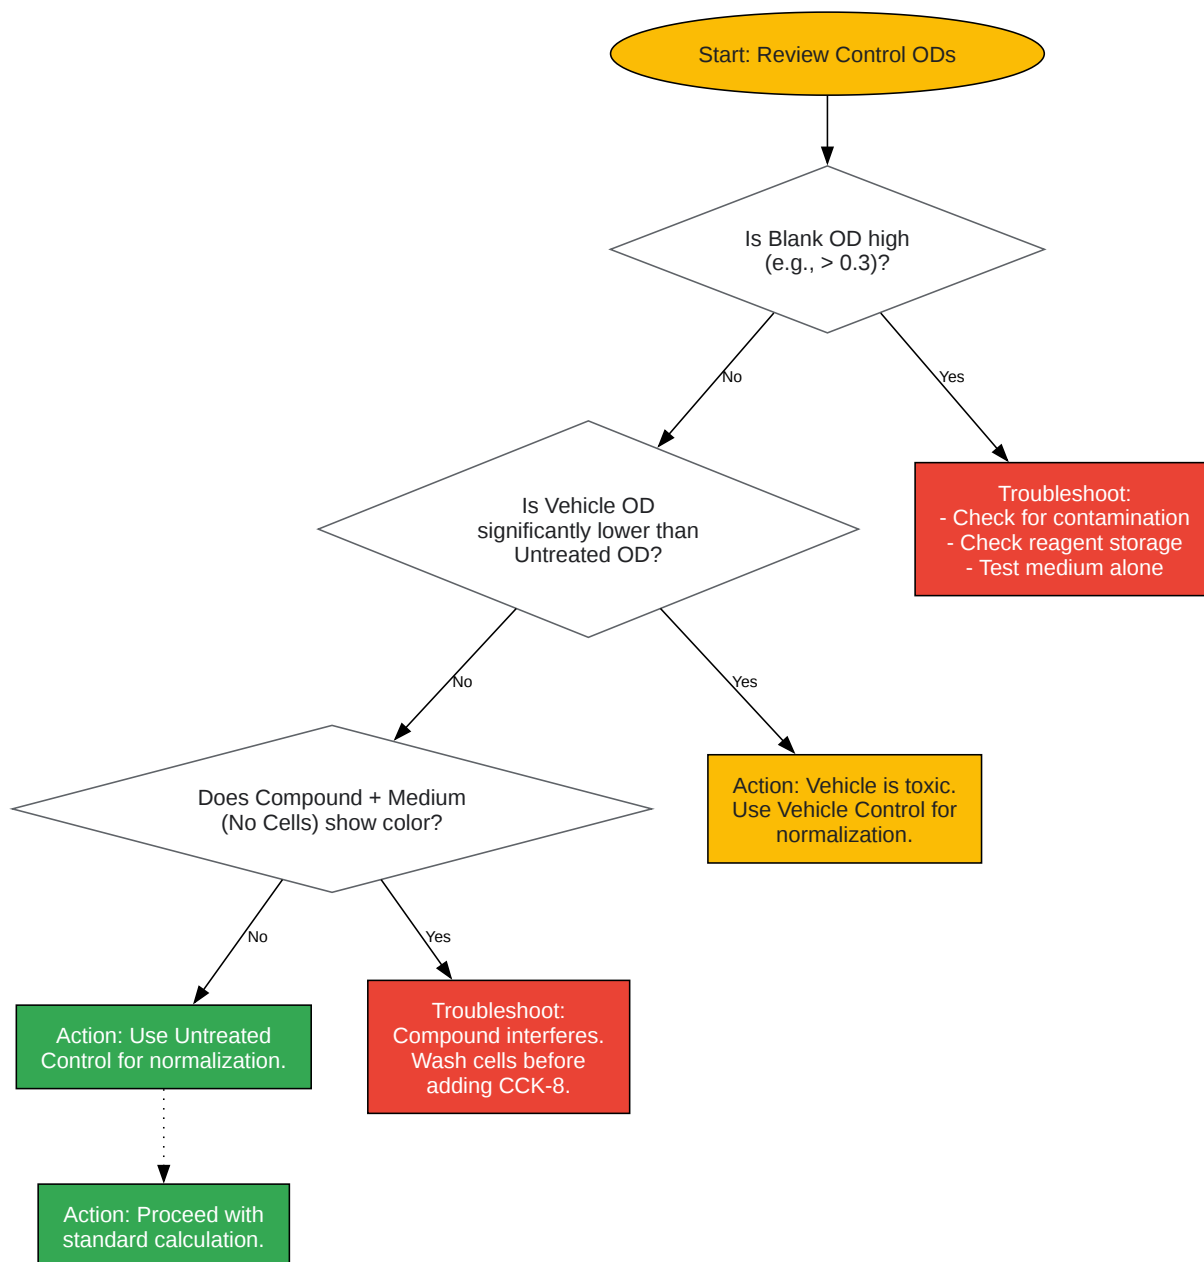 Start: Review Control ODs
Is Blank OD high
(e.g., > 0.3)?
No
Yes
Is Vehicle OD
significantly lower than
Untreated OD?
Troubleshoot:
- Check for contamination
- Check reagent storage
- Test medium alone
No
Yes
Does Compound + Medium
(No Cells) show color?
Action: Vehicle is toxic.
Use Vehicle Control for
normalization.
No
Yes
Action: Use Untreated
Control for normalization.
Troubleshoot:
Compound interferes.
Wash cells before
adding CCK-8.
Action: Proceed with
standard calculation.